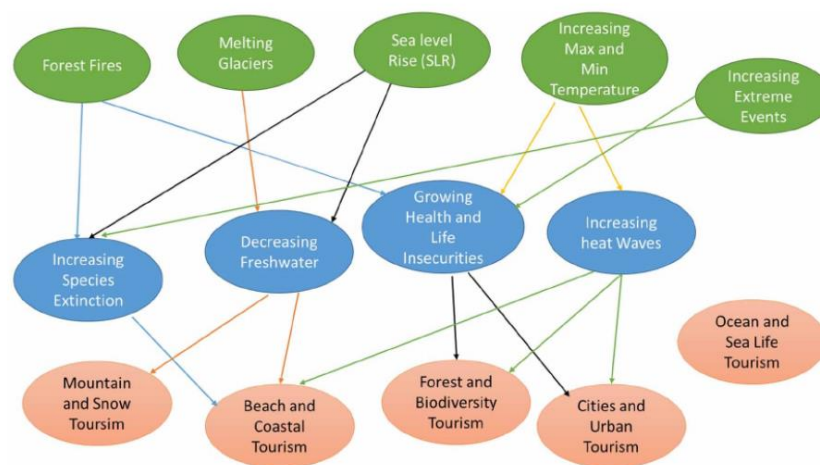 Forest Fires
Melting
Glaciers
Sea level
Rise (SLR)
Increasing
Max and
Min
Temperature
Increasing
Extreme
Events
Increasing
Species
Extinction
Decreasing
Freshwater
Growing
Health and
Life
Insecurities
Increasing
heat Waves
Mountain
and Snow
Toursim
Beach and
Coastal
Tourism
Forest and
Biodiversity
Tourism
Cities and
Urban
Tourism
Ocean and
Sea Life
Tourism